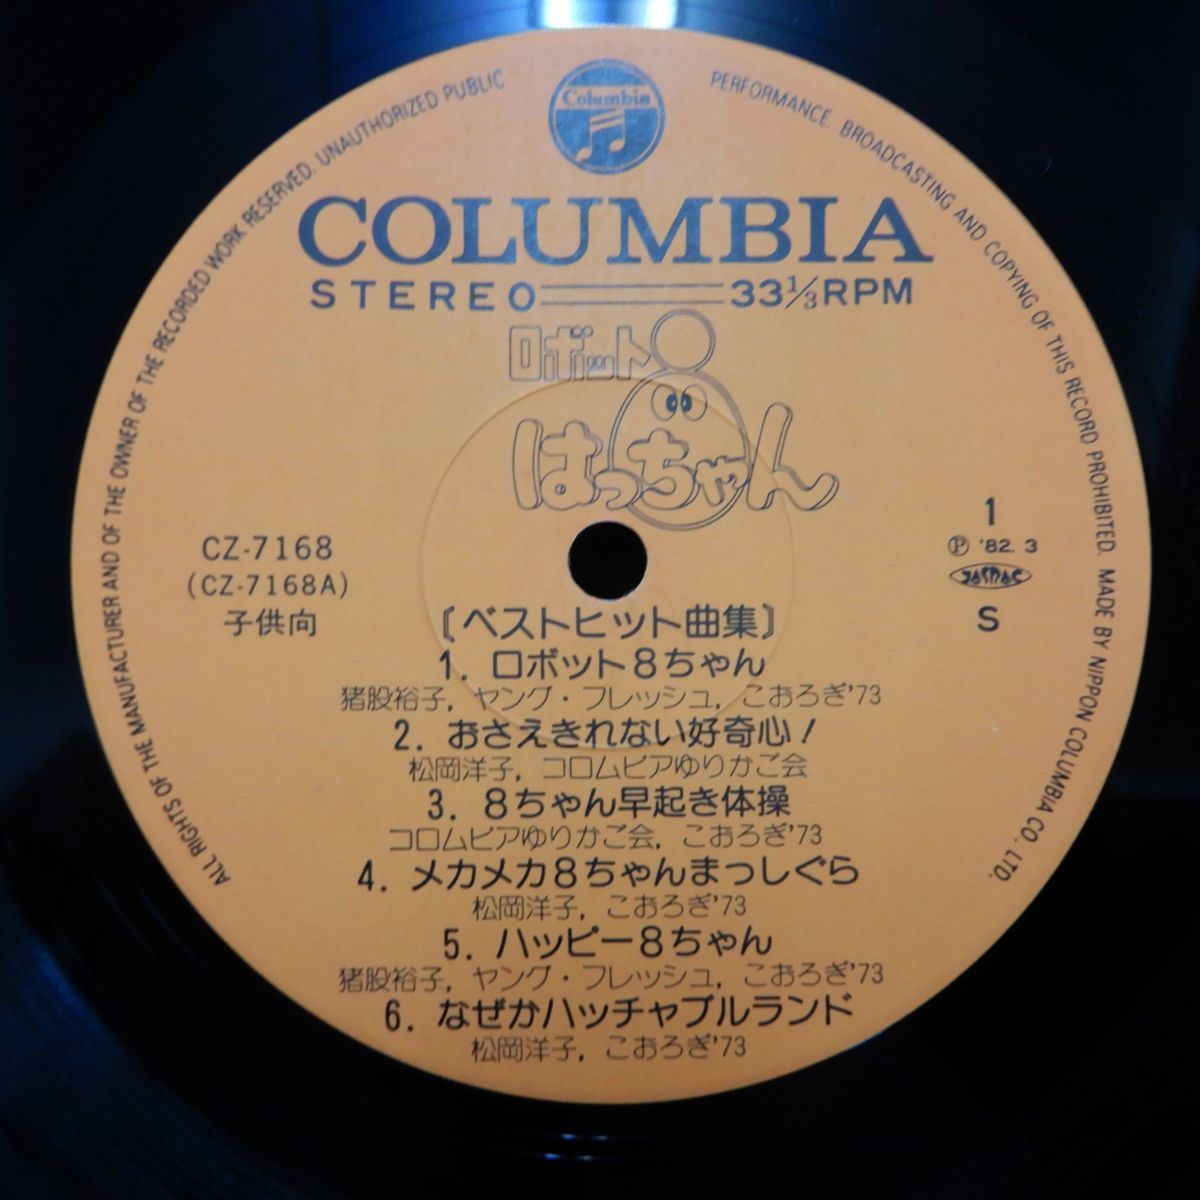 Columbia
COLUMBIA
STEREO 33 1/3 RPM
ロボット
はっちゃん
CZ-7168
(CZ-7168A)
子供向
1
Ⓟ '82. 3
JASRAC
S
〔ベストヒット曲集〕
1. ロボット8ちゃん
猪股裕子, ヤング・フレッシュ, こおろぎ'73
2. おさえきれない好奇心!
松岡洋子, コロムビアゆりかご会
3. 8ちゃん早起き体操
コロムビアゆりかご会, こおろぎ'73
4. メカメカ8ちゃんまっしぐら
松岡洋子, こおろぎ'73
5. ハッピー8ちゃん
猪股裕子, ヤング・フレッシュ, こおろぎ'73
6. なぜかハッチャブルランド
松岡洋子, こおろぎ'73
ALL RIGHTS OF THE MANUFACTURER AND OF THE OWNER OF THE RECORDED WORK RESERVED. UNAUTHORIZED PUBLIC PERFORMANCE. BROADCASTING AND COPYING OF THIS RECORD PROHIBITED. MADE BY NIPPON COLUMBIA CO. LTD.